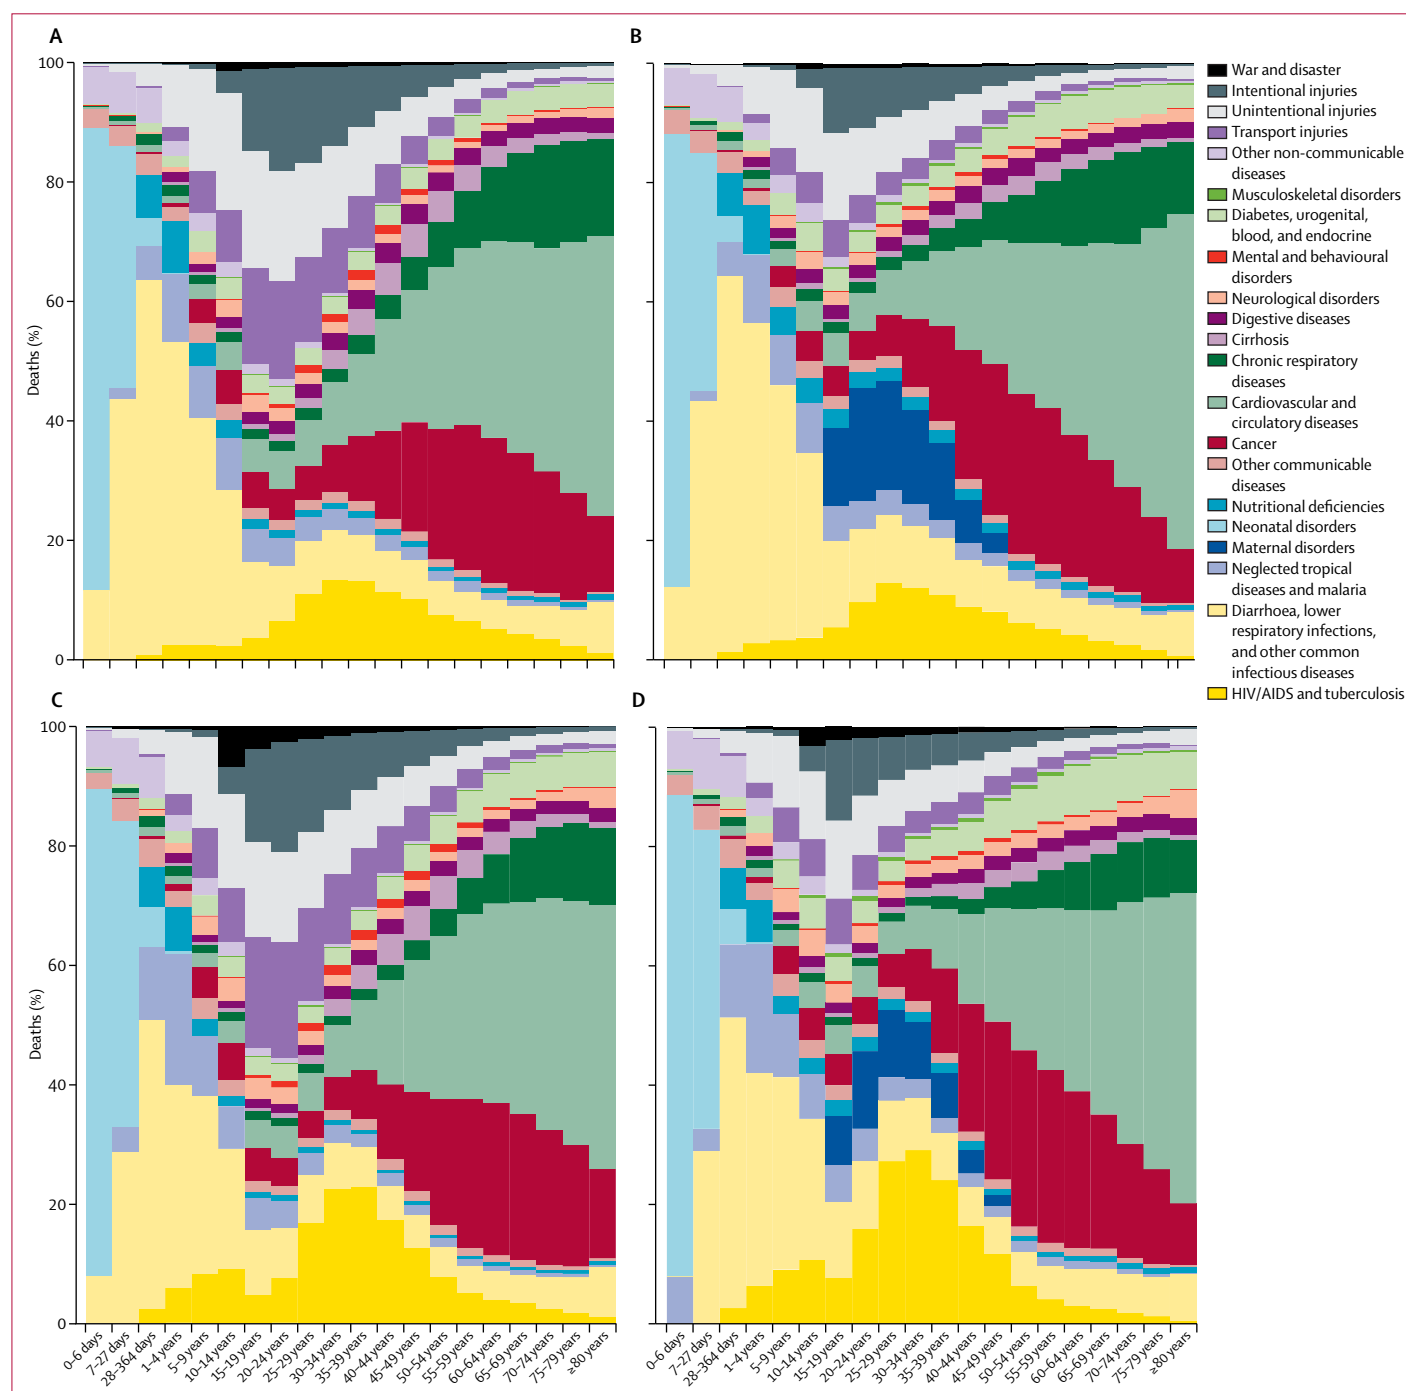 A
B
100
80
60
40
20
0
Deaths (%)
War and disaster
Intentional injuries
Unintentional injuries
Transport injuries
Other non-communicable
diseases
Musculoskeletal disorders
Diabetes, urogenital,
blood, and endocrine
Mental and behavioural
disorders
Neurological disorders
Digestive diseases
Cirrhosis
Chronic respiratory
diseases
Cardiovascular and
circulatory diseases
Cancer
Other communicable
diseases
Nutritional deficiencies
Neonatal disorders
Maternal disorders
Neglected tropical
diseases and malaria
Diarrhoea, lower
respiratory infections,
and other common
infectious diseases
HIV/AIDS and tuberculosis
C
D
100
80
60
40
20
0
Deaths (%)
0–6 days
7–27 days
28–364 days
1–4 years
5–9 years
10–14 years
15–19 years
20–24 years
25–29 years
30–34 years
35–39 years
40–44 years
45–49 years
50–54 years
55–59 years
60–64 years
65–69 years
70–74 years
75–79 years
≥80 years
0–6 days
7–27 days
28–364 days
1–4 years
5–9 years
10–14 years
15–19 years
20–24 years
25–29 years
30–34 years
35–39 years
40–44 years
45–49 years
50–54 years
55–59 years
60–64 years
65–69 years
70–74 years
75–79 years
≥80 years